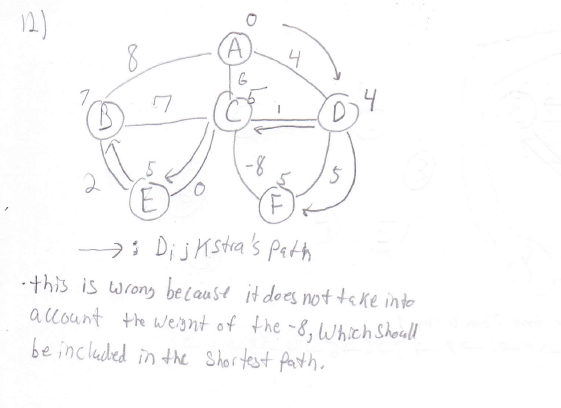 12)
0
A
8
4
6
7
5
4
B
7
C
1
D
2
5
0
-8
5
5
E
F
⟶ : Dijkstra's Path
·this is wrong because it does not take into
account the weight of the -8, which should
be included in the shortest path.